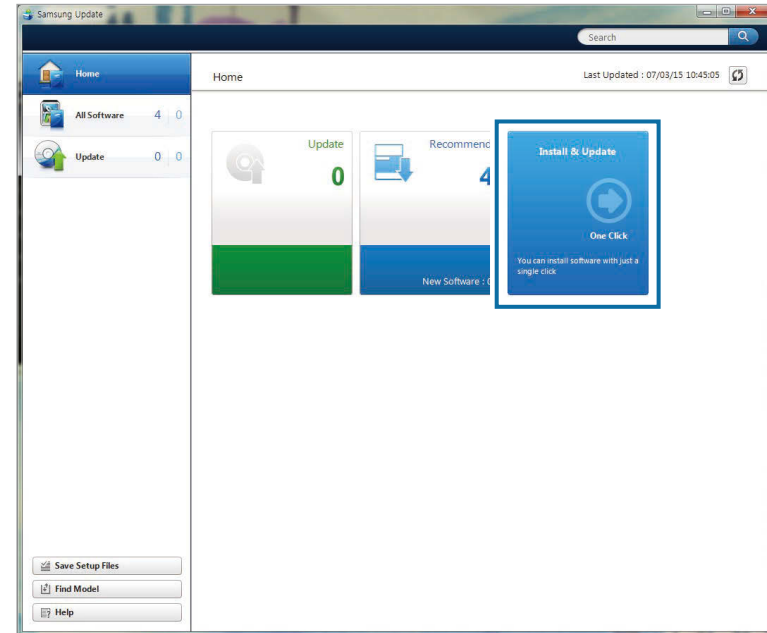 Samsung Update
Search
Home
All Software 4 0
Update 0 0
Home
Last Updated : 07/03/15 10:45:05
Update
0
Recommend
4
New Software :
Install & Update
One Click
You can install software with just a
single click
Save Setup Files
Find Model
Help